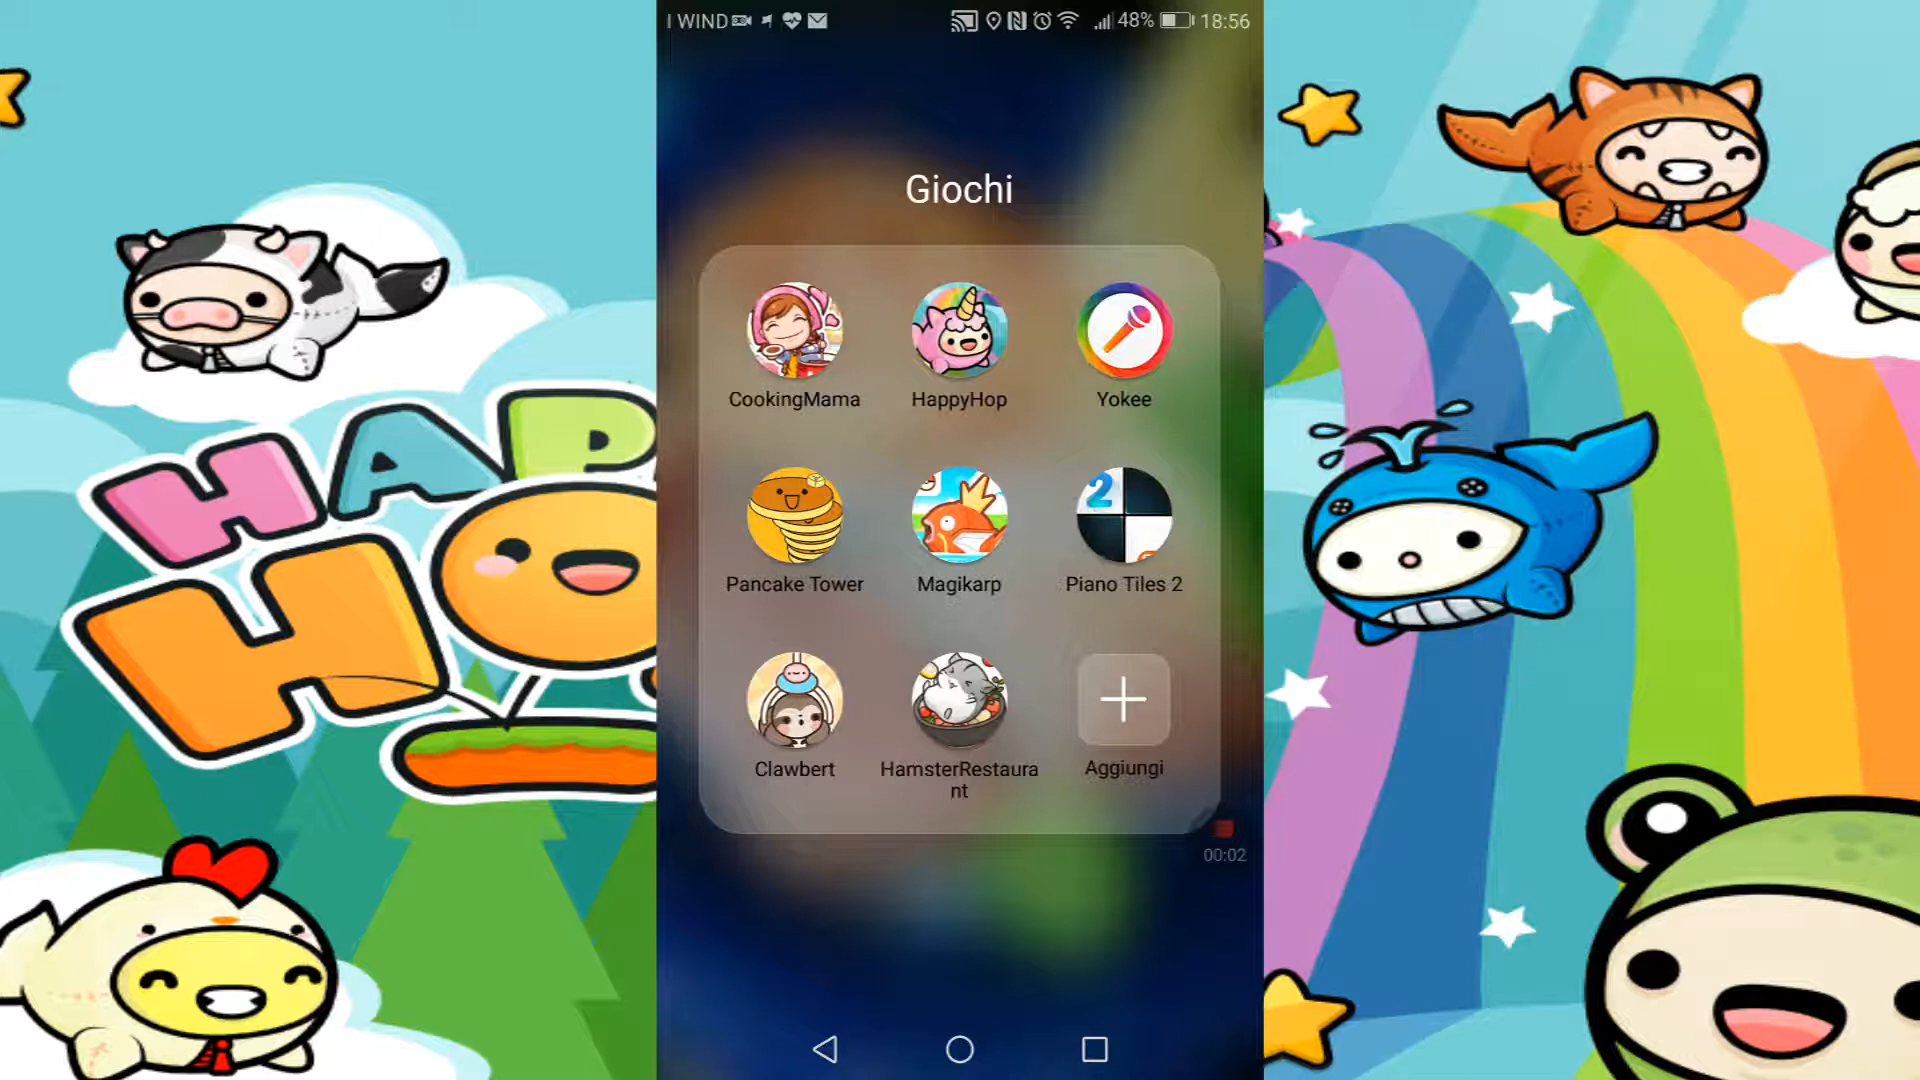 I WIND 48% 18:56
Giochi
CookingMama HappyHop Yokee
2
Pancake Tower Magikarp Piano Tiles 2
Clawbert HamsterRestaura
nt Aggiungi
00:02
HAP
HO